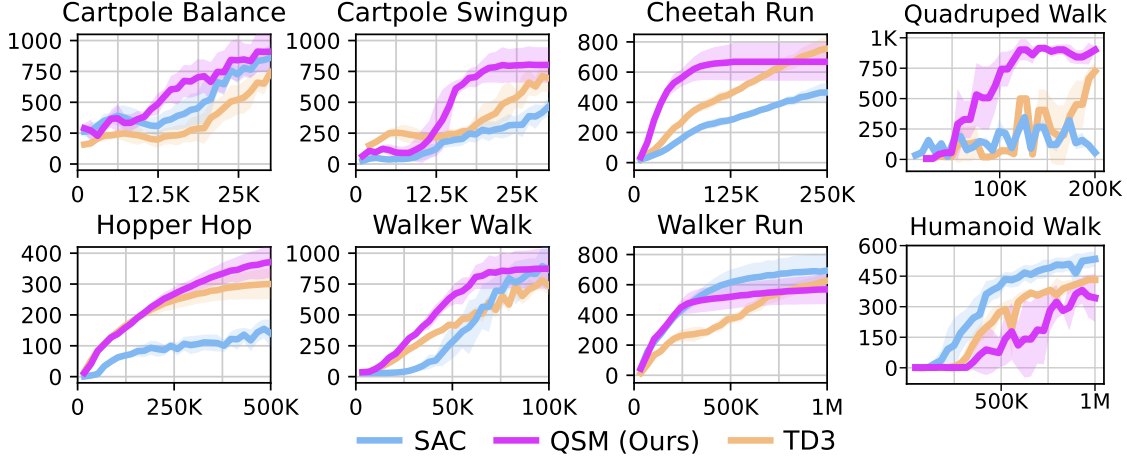 Cartpole Balance
1000
750
500
250
0
0
12.5K
25K
Cartpole Swingup
1000
750
500
250
0
0
12.5K
25K
Cheetah Run
800
600
400
200
0
0
125K
250K
Quadruped Walk
1K
750
500
250
0
100K
200K
Hopper Hop
400
300
200
100
0
0
250K
500K
Walker Walk
1000
750
500
250
0
0
50K
100K
Walker Run
800
600
400
200
0
0
500K
1M
Humanoid Walk
600
450
300
150
0
500K
1M
SAC
QSM (Ours)
TD3